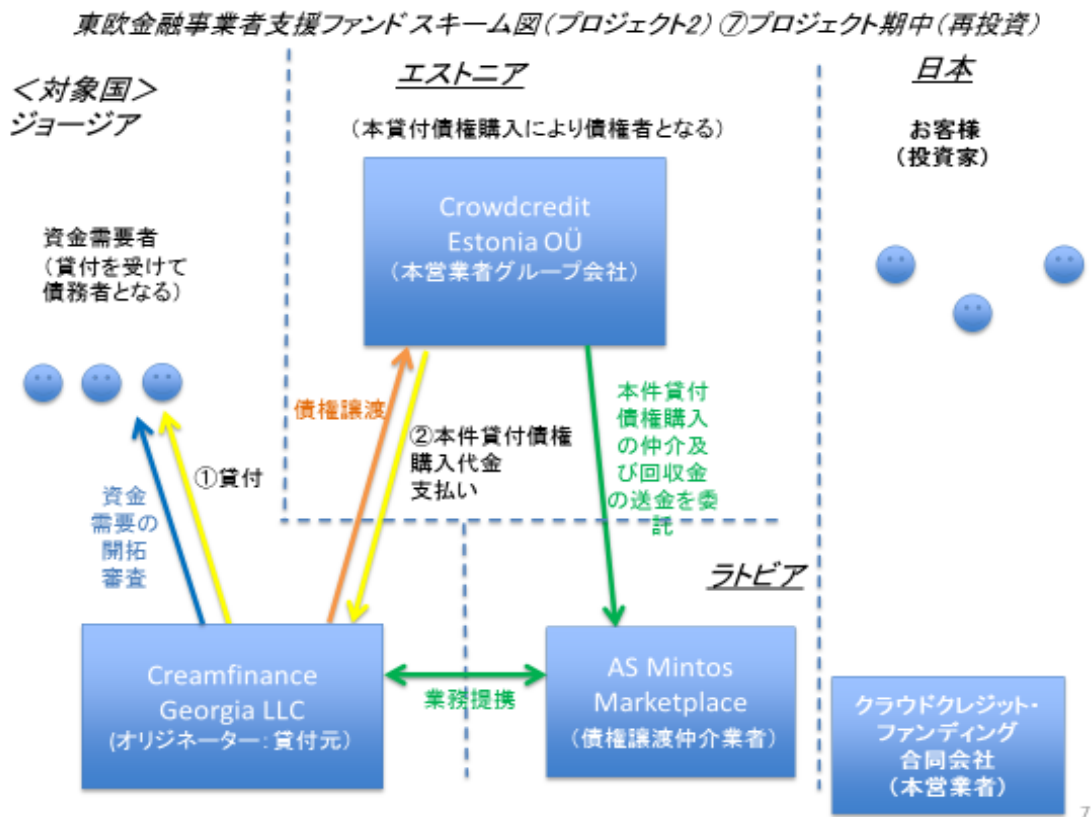 東欧金融事業者支援ファンド スキーム図(プロジェクト2) ⑦プロジェクト期中(再投資)
<対象国>
ジョージア
エストニア
日本
(本貸付債権購入により債権者となる)
お客様
(投資家)
Crowdcredit
Estonia OÜ
(本営業者グループ会社)
資金需要者
(貸付を受けて
債務者となる)
債権譲渡
②本件貸付債権
購入代金
支払い
本件貸付
債権購入
の仲介及
び回収金
の送金を委
託
①貸付
資金
需要の
開拓
審査
ラトビア
Creamfinance
Georgia LLC
(オリジネーター:貸付元)
業務提携
AS Mintos
Marketplace
(債権譲渡仲介業者)
クラウドクレジット・
ファンディング
合同会社
(本営業者)
7